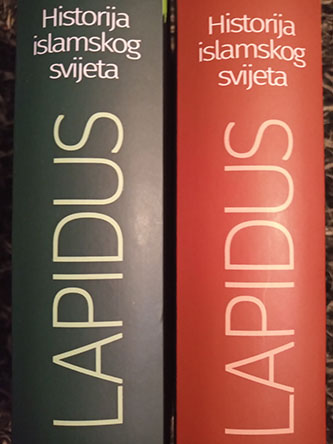 Historija
islamskog
svijeta
LAPIDUS
Historija
islamskog
svijeta
LAPIDUS